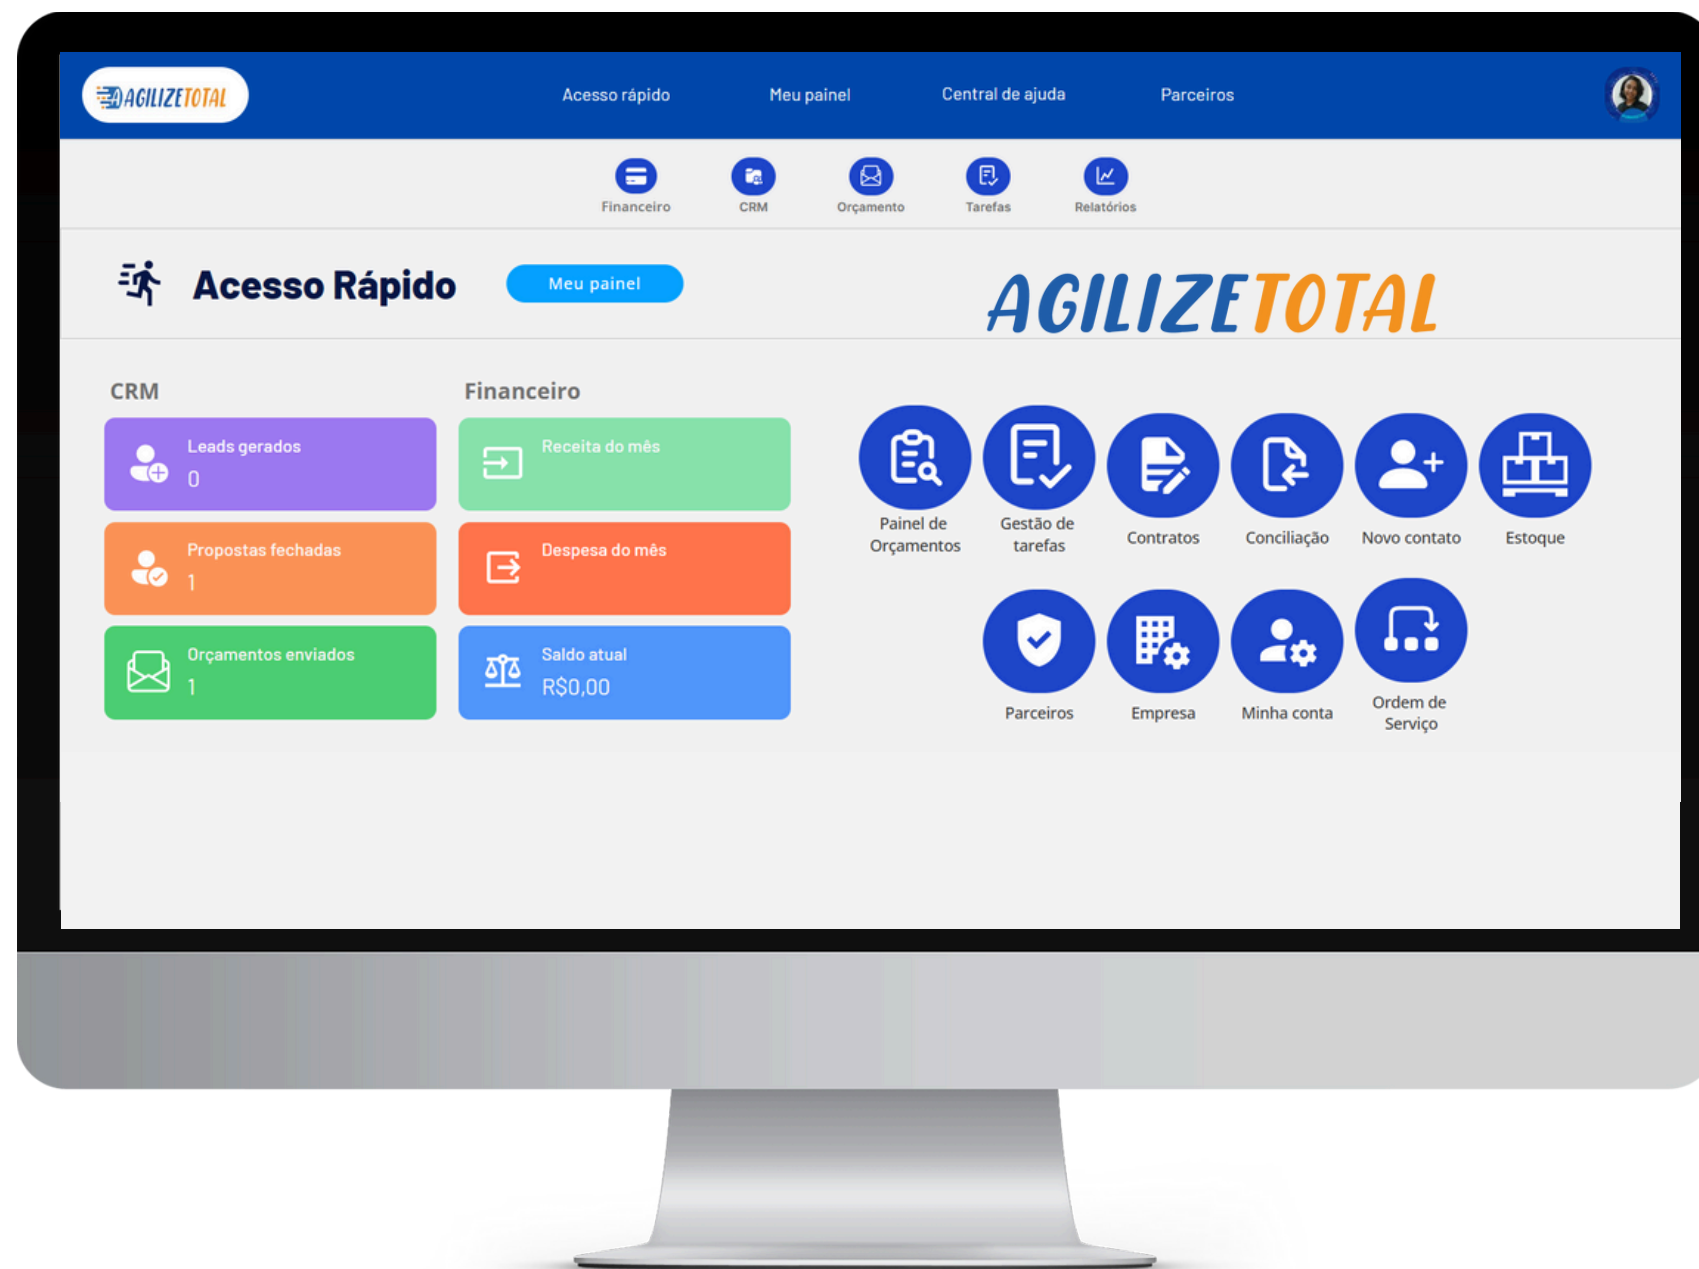 AGILIZETOTAL
Acesso rápido
Meu painel
Central de ajuda
Parceiros
Financeiro
CRM
Orçamento
Tarefas
Relatórios
Acesso Rápido
Meu painel
AGILIZETOTAL
CRM
Leads gerados
0
Propostas fechadas
1
Orçamentos enviados
1
Financeiro
Receita do mês
Despesa do mês
Saldo atual
R$0,00
Painel de
Orçamentos
Gestão de
tarefas
Contratos
Conciliação
Novo contato
Estoque
Parceiros
Empresa
Minha conta
Ordem de
Serviço